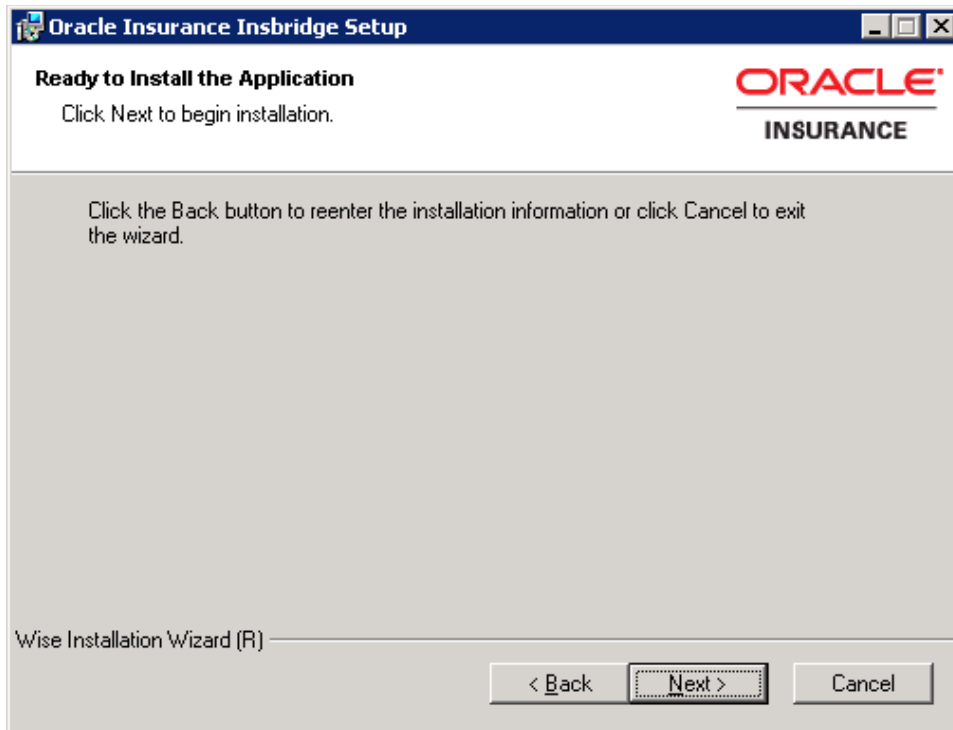 Oracle Insurance Insbridge Setup
Ready to Install the Application
Click Next to begin installation.
ORACLE®
INSURANCE
Click the Back button to reenter the installation information or click Cancel to exit
the wizard.
Wise Installation Wizard (R)
< Back
Next >
Cancel